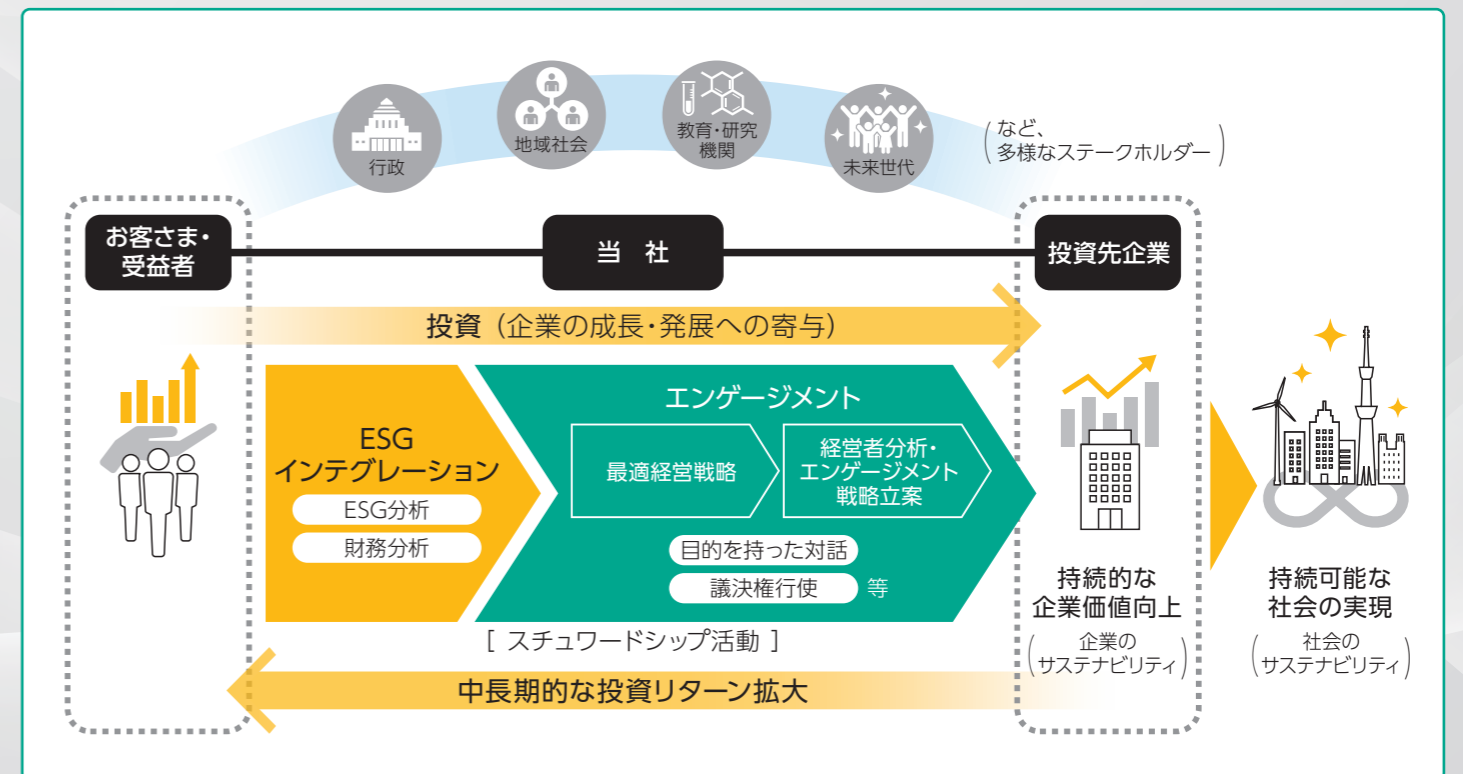 行政
地域社会
教育・研究
機関
未来世代
(など、
多様なステークホルダー)
お客さま・
受益者
当 社
投資先企業
投資（企業の成長・発展への寄与）
ESG
インテグレーション
ESG分析
財務分析
エンゲージメント
最適経営戦略
経営者分析・
エンゲージメント
戦略立案
目的を持った対話
議決権行使 等
［ スチュワードシップ活動 ］
中長期的な投資リターン拡大
持続的な
企業価値向上
(企業の
サステナビリティ)
持続可能な
社会の実現
(社会の
サステナビリティ)